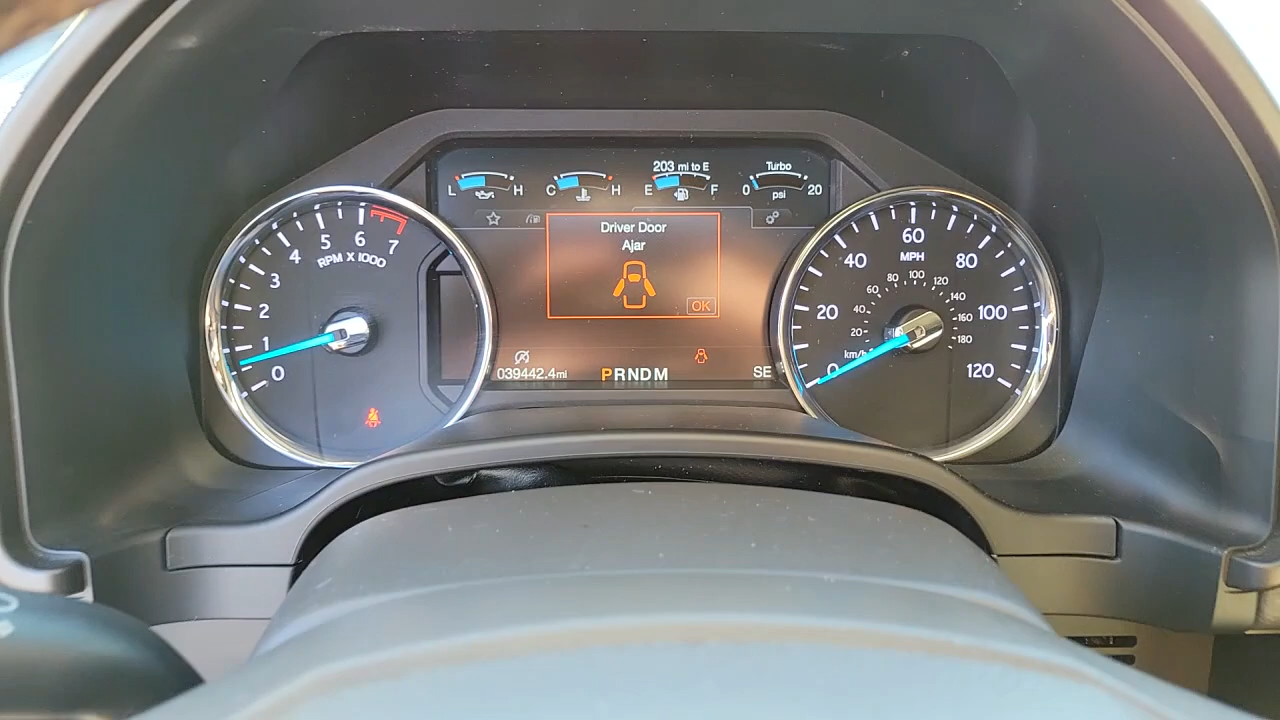 203 mi to E
Turbo
L H
C H
E F
0 20
psi
Driver Door
Ajar
OK
039442.4mi
PRNDM
SE
0 1 2 3 4 5 6 7
RPM X 1000
0 20 40 60 80 100 120
MPH
20 40 60 80 100 120 140 160 180
km/h